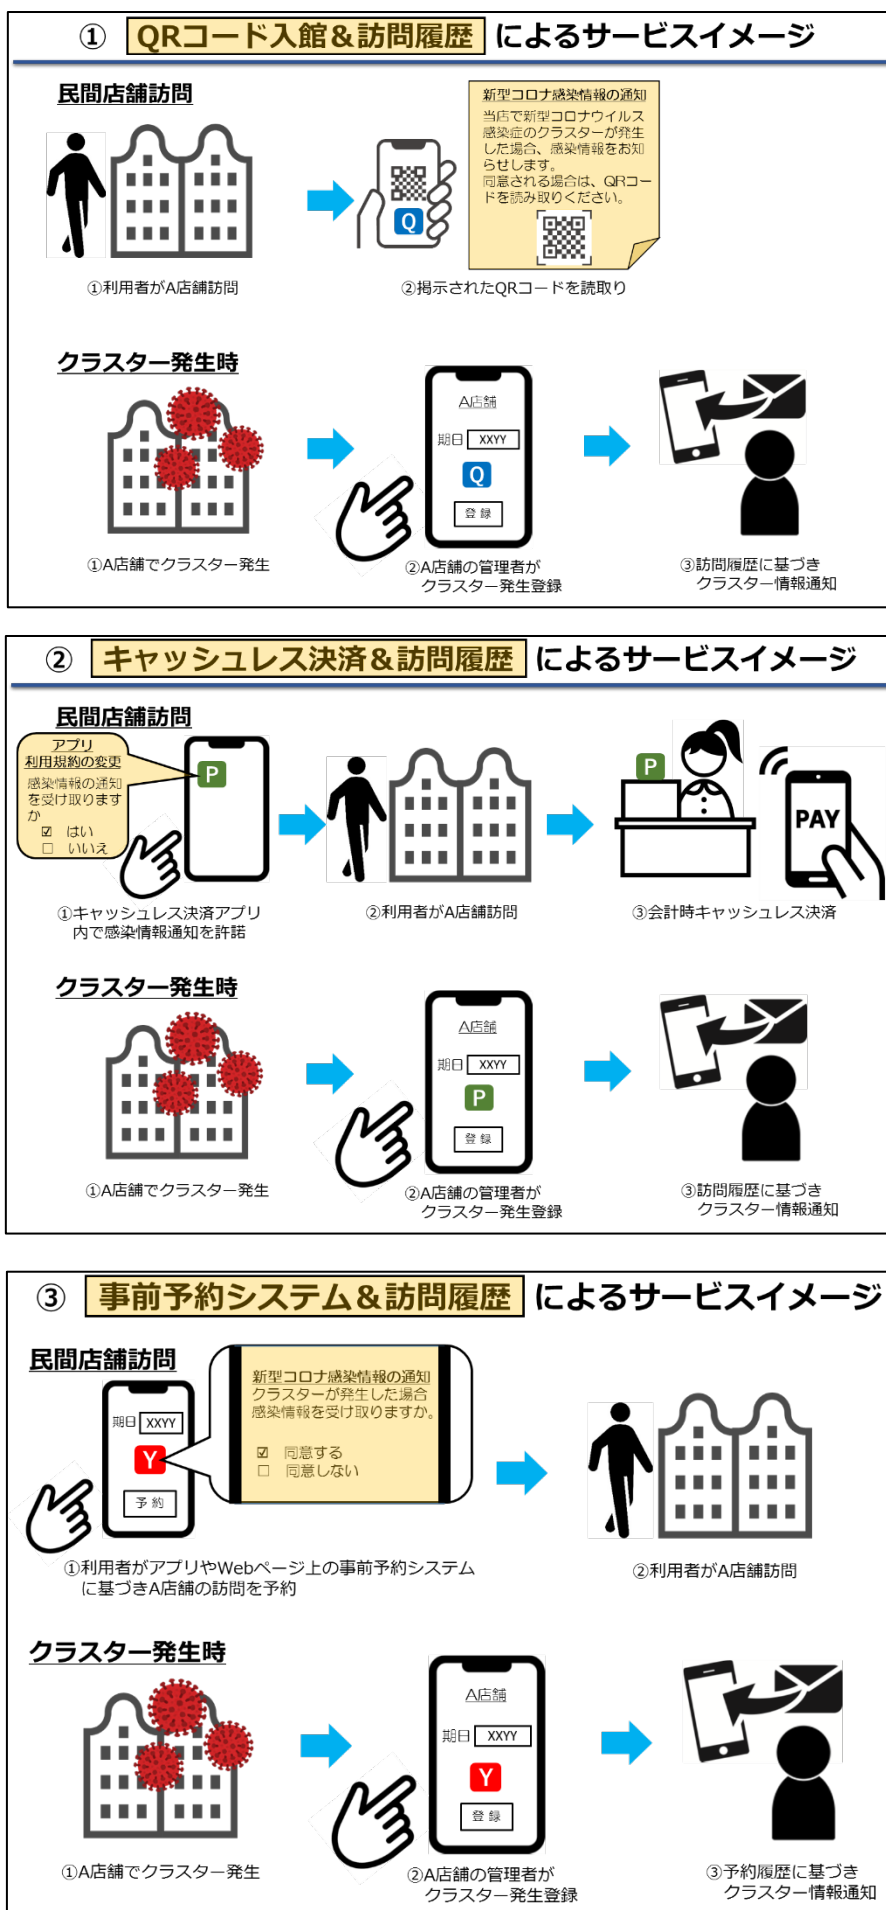 ① QRコード入館&訪問履歴 によるサービスイメージ
民間店舗訪問
新型コロナ感染情報の通知
当店で新型コロナウイルス
感染症のクラスターが発生
した場合、感染情報をお知
らせします。
同意される場合は、QRコー
ドを読み取りください。
Q
①利用者がA店舗訪問
②掲示されたQRコードを読取り
クラスター発生時
A店舗
期日 XXYY
Q
登録
①A店舗でクラスター発生
②A店舗の管理者が
クラスター発生登録
③訪問履歴に基づき
クラスター情報通知
② キャッシュレス決済&訪問履歴 によるサービスイメージ
民間店舗訪問
アプリ
利用規約の変更
感染情報の通知
を受け取ります
か
☑ はい
□ いいえ
P
P
PAY
①キャッシュレス決済アプリ
内で感染情報通知を許諾
②利用者がA店舗訪問
③会計時キャッシュレス決済
クラスター発生時
A店舗
期日 XXYY
P
登録
①A店舗でクラスター発生
②A店舗の管理者が
クラスター発生登録
③訪問履歴に基づき
クラスター情報通知
③ 事前予約システム&訪問履歴 によるサービスイメージ
民間店舗訪問
期日 XXYY
Y
予約
新型コロナ感染情報の通知
クラスターが発生した場合
感染情報を受け取りますか。
☑ 同意する
□ 同意しない
①利用者がアプリやWebページ上の事前予約システム
に基づきA店舗の訪問を予約
②利用者がA店舗訪問
クラスター発生時
A店舗
期日 XXYY
Y
登録
①A店舗でクラスター発生
②A店舗の管理者が
クラスター発生登録
③予約履歴に基づき
クラスター情報通知